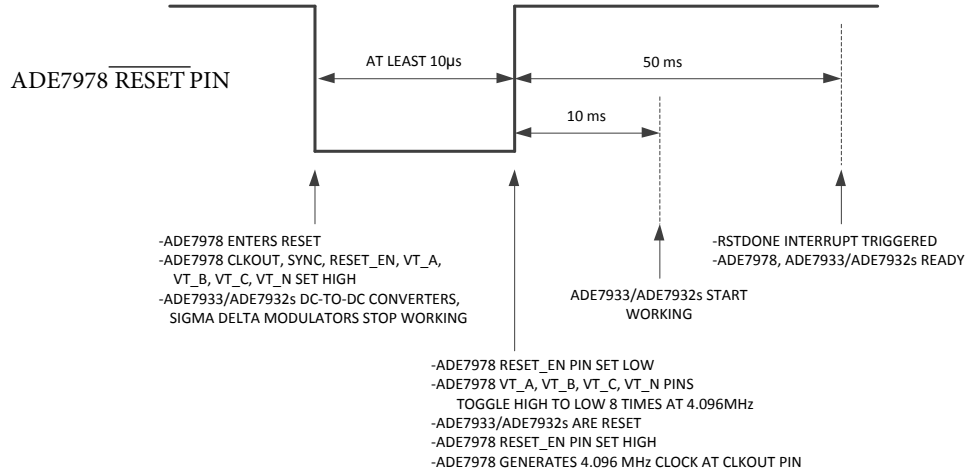 AT LEAST 10µs
50 ms
ADE7978 RESET PIN
10 ms
-ADE7978 ENTERS RESET
-ADE7978 CLKOUT, SYNC, RESET_EN, VT_A,
VT_B, VT_C, VT_N SET HIGH
-ADE7933/ADE7932s DC-TO-DC CONVERTERS,
SIGMA DELTA MODULATORS STOP WORKING
-RSTDONE INTERRUPT TRIGGERED
-ADE7978, ADE7933/ADE7932s READY
ADE7933/ADE7932s START
WORKING
-ADE7978 RESET_EN PIN SET LOW
-ADE7978 VT_A, VT_B, VT_C, VT_N PINS
TOGGLE HIGH TO LOW 8 TIMES AT 4.096MHz
-ADE7933/ADE7932s ARE RESET
-ADE7978 RESET_EN PIN SET HIGH
-ADE7978 GENERATES 4.096 MHz CLOCK AT CLKOUT PIN